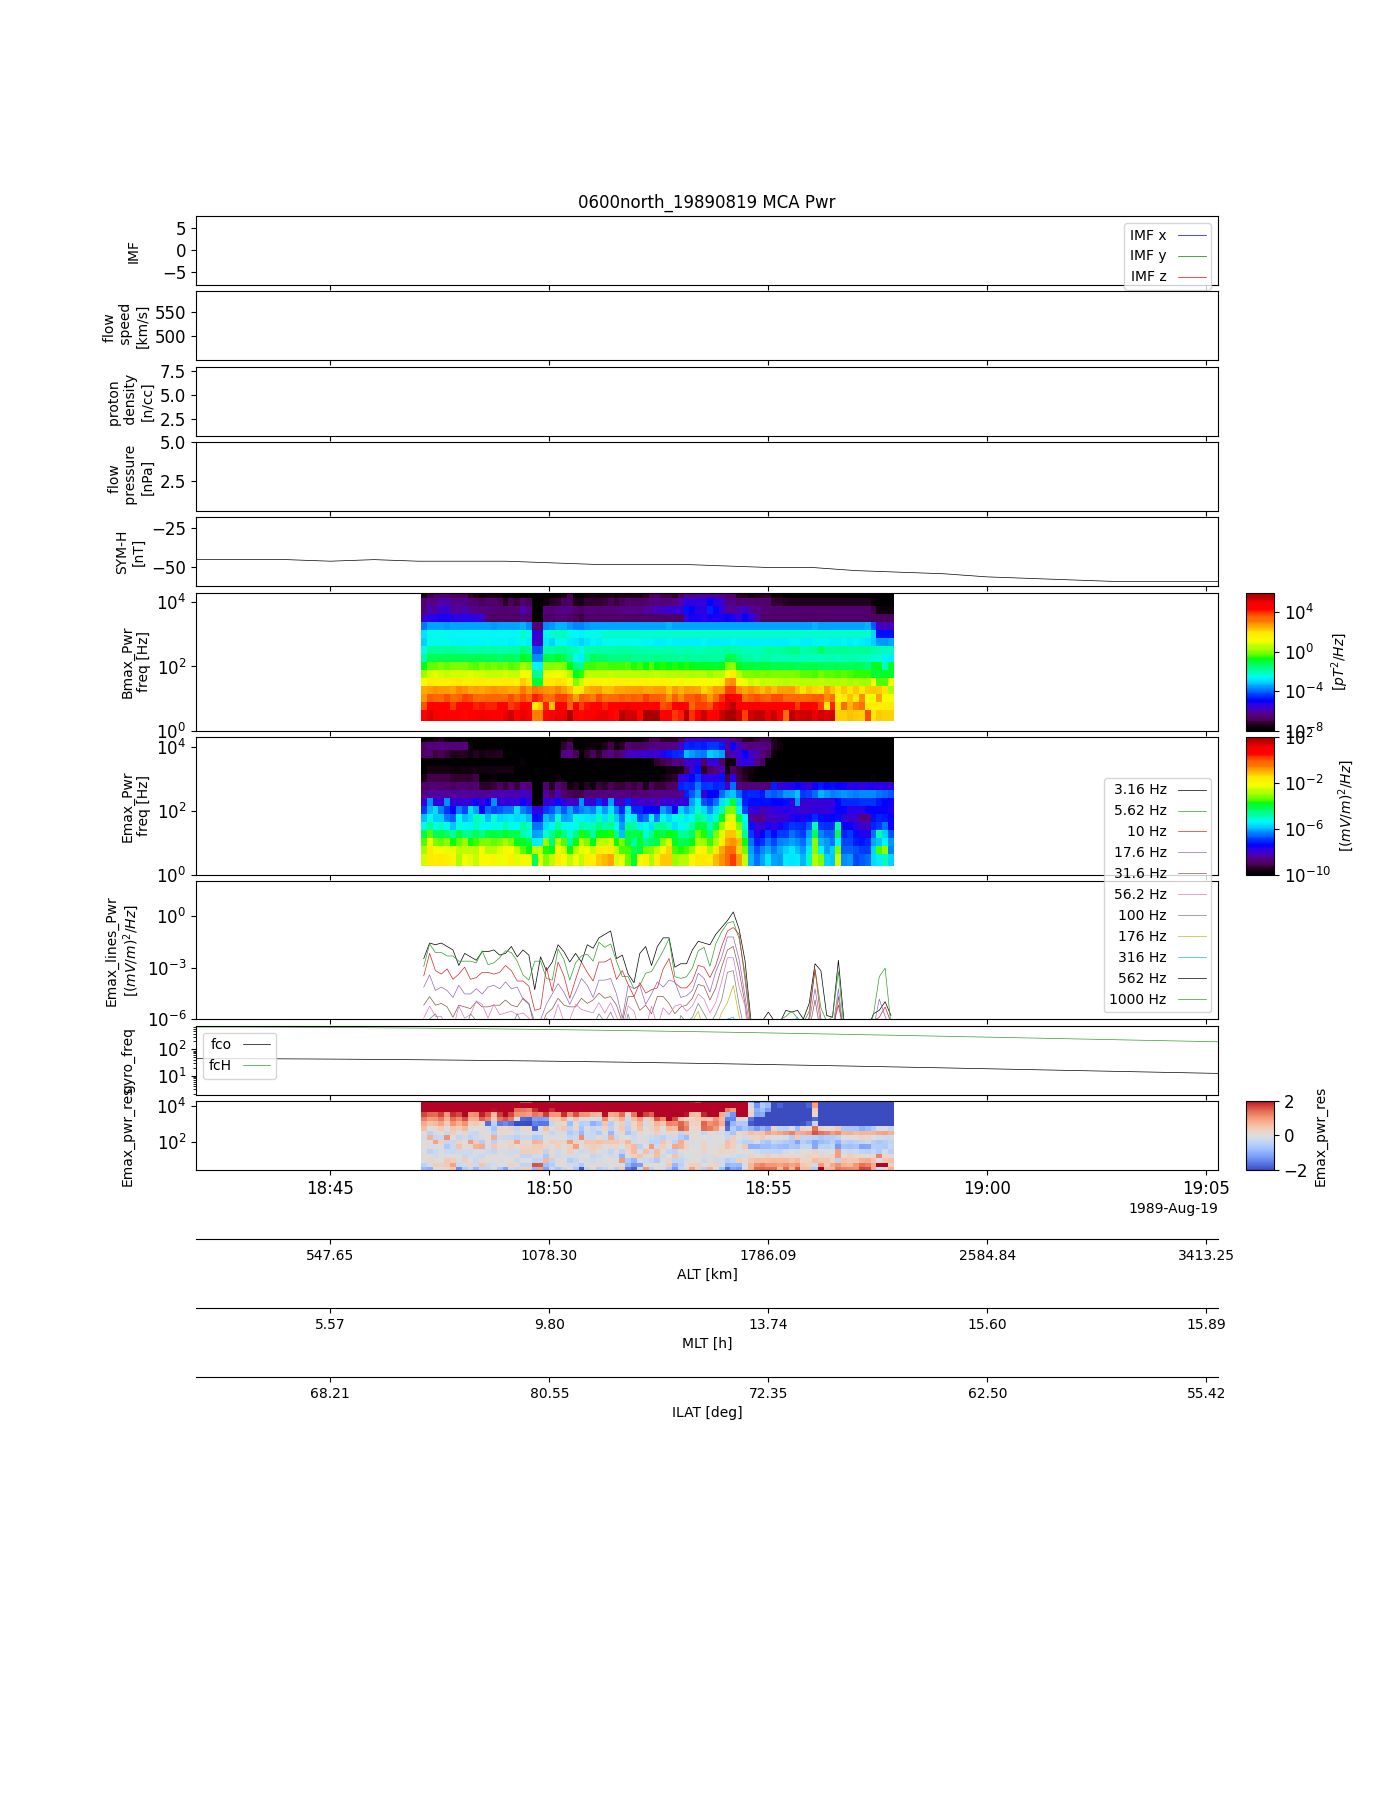 0600north_19890819 MCA Pwr
IMF
5
0
−5
IMF x
IMF y
IMF z
flow
speed
[km/s]
550
500
proton
density
[n/cc]
7.5
5.0
2.5
flow
pressure
[nPa]
5.0
2.5
SYM-H
[nT]
−25
−50
Bmax_Pwr
freq [Hz]
10^4
10^2
10^0
10^4
10^0
10^−4
10^−8
[pT^2/Hz]
Emax_Pwr
freq [Hz]
10^4
10^2
10^0
10^2
10^−2
10^−6
10^−10
[(mV/m)^2/Hz]
3.16 Hz
5.62 Hz
10 Hz
17.6 Hz
31.6 Hz
56.2 Hz
100 Hz
176 Hz
316 Hz
562 Hz
1000 Hz
Emax_lines_Pwr
[(mV/m)^2/Hz]
10^0
10^−3
10^−6
gyro_freq
10^2
10^1
fco
fcH
Emax_pwr_res
10^4
10^2
2
0
−2
Emax_pwr_res
18:45 18:50 18:55 19:00 19:05
1989-Aug-19
547.65 1078.30 1786.09 2584.84 3413.25
ALT [km]
5.57 9.80 13.74 15.60 15.89
MLT [h]
68.21 80.55 72.35 62.50 55.42
ILAT [deg]